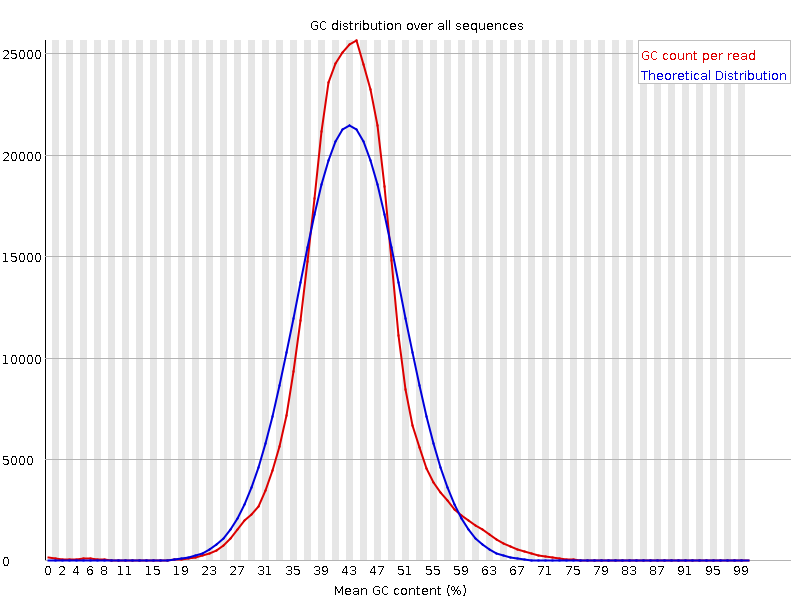 GC distribution over all sequences
GC count per read
Theoretical Distribution
25000
20000
15000
10000
5000
0
0 2 4 6 8 11 15 19 23 27 31 35 39 43 47 51 55 59 63 67 71 75 79 83 87 91 95 99
Mean GC content (%)